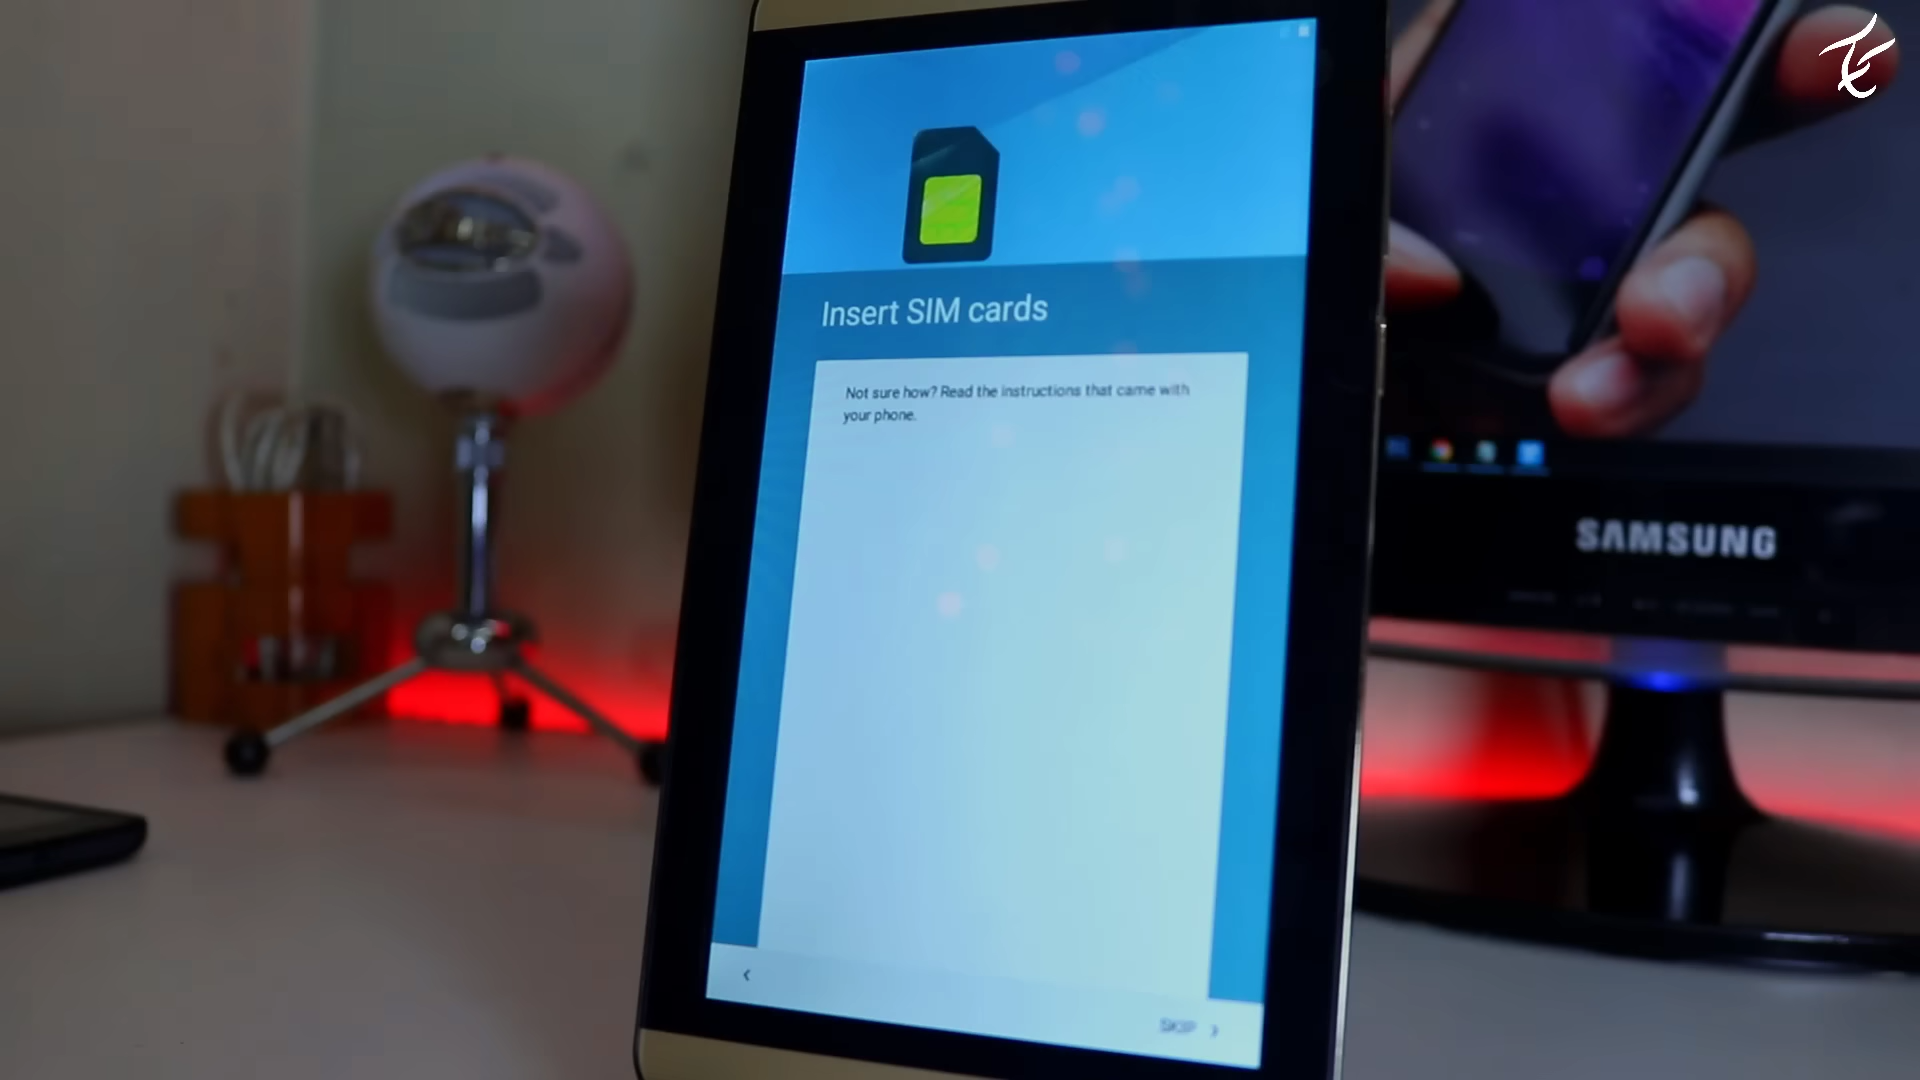 Insert SIM cards
Not sure how? Read the instructions that came with
your phone.
SKIP
SAMSUNG